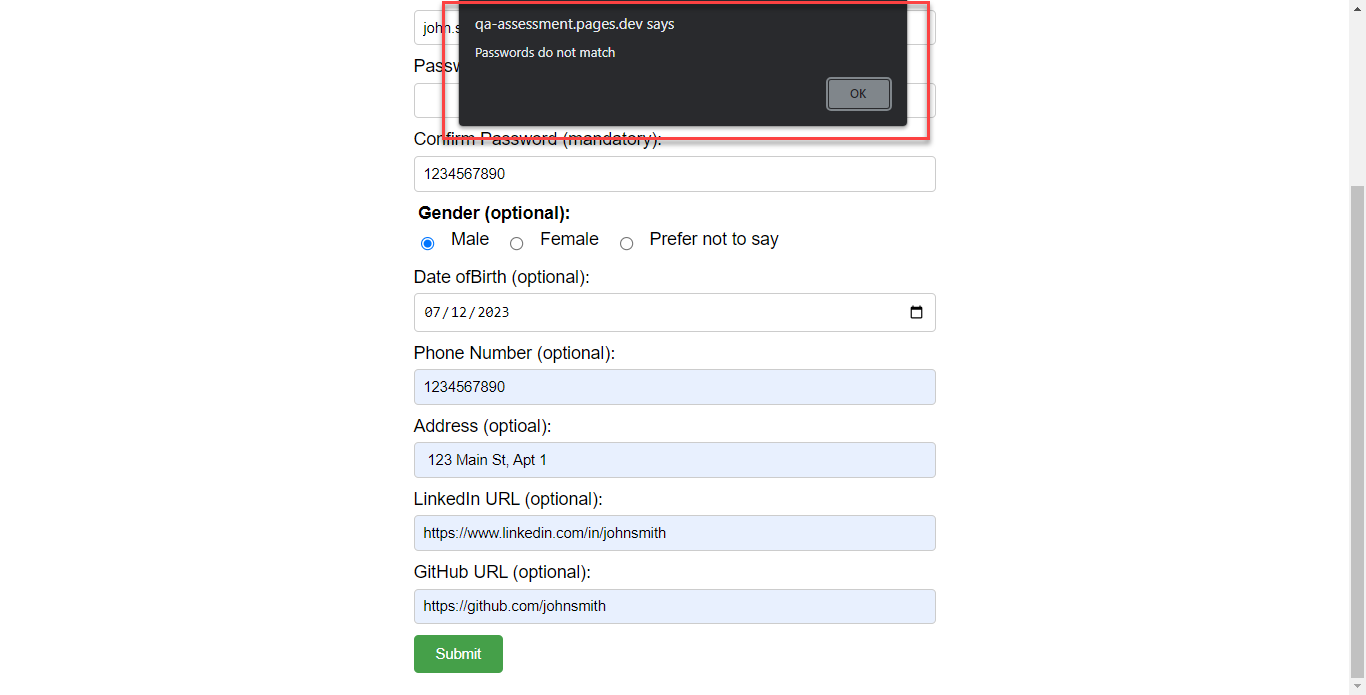 qa-assessment.pages.dev says
Passwords do not match
OK
john.s
Passw
Confirm Password (mandatory):
1234567890
Gender (optional):
Male Female Prefer not to say
Date ofBirth (optional):
07/12/2023
Phone Number (optional):
1234567890
Address (optioal):
123 Main St, Apt 1
LinkedIn URL (optional):
https://www.linkedin.com/in/johnsmith
GitHub URL (optional):
https://github.com/johnsmith
Submit